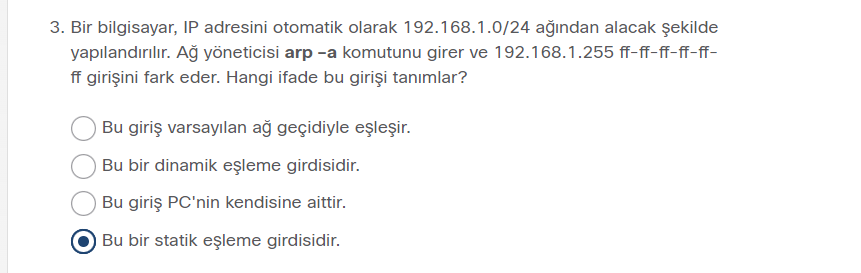 3. Bir bilgisayar, IP adresini otomatik olarak 192.168.1.0/24 ağından alacak şekilde
yapılandırılır. Ağ yöneticisi arp –a komutunu girer ve 192.168.1.255 ff-ff-ff-ff-ff-
ff girişini fark eder. Hangi ifade bu girişi tanımlar?
Bu giriş varsayılan ağ geçidiyle eşleşir.
Bu bir dinamik eşleme girdisidir.
Bu giriş PC'nin kendisine aittir.
Bu bir statik eşleme girdisidir.